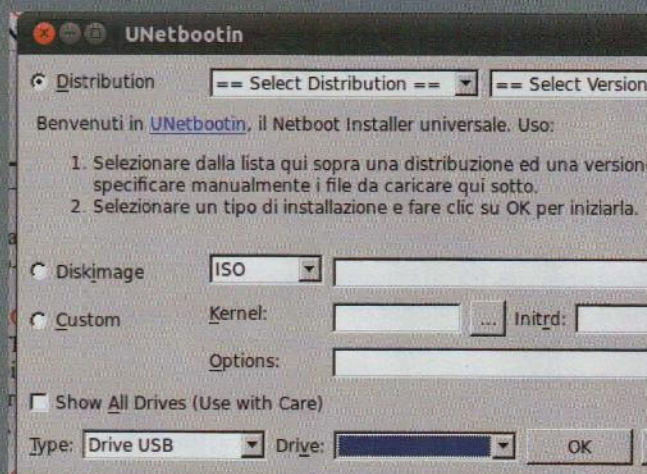 UNetbootin
Distribution == Select Distribution == == Select Version
Benvenuti in UNetbootin, il Netboot Installer universale. Uso:
1. Selezionare dalla lista qui sopra una distribuzione ed una version
specificare manualmente i file da caricare qui sotto.
2. Selezionare un tipo di installazione e fare clic su OK per iniziarla.
Diskimage ISO
Custom Kernel: ... Initrd:
Options:
Show All Drives (Use with Care)
Type: Drive USB Drive: OK